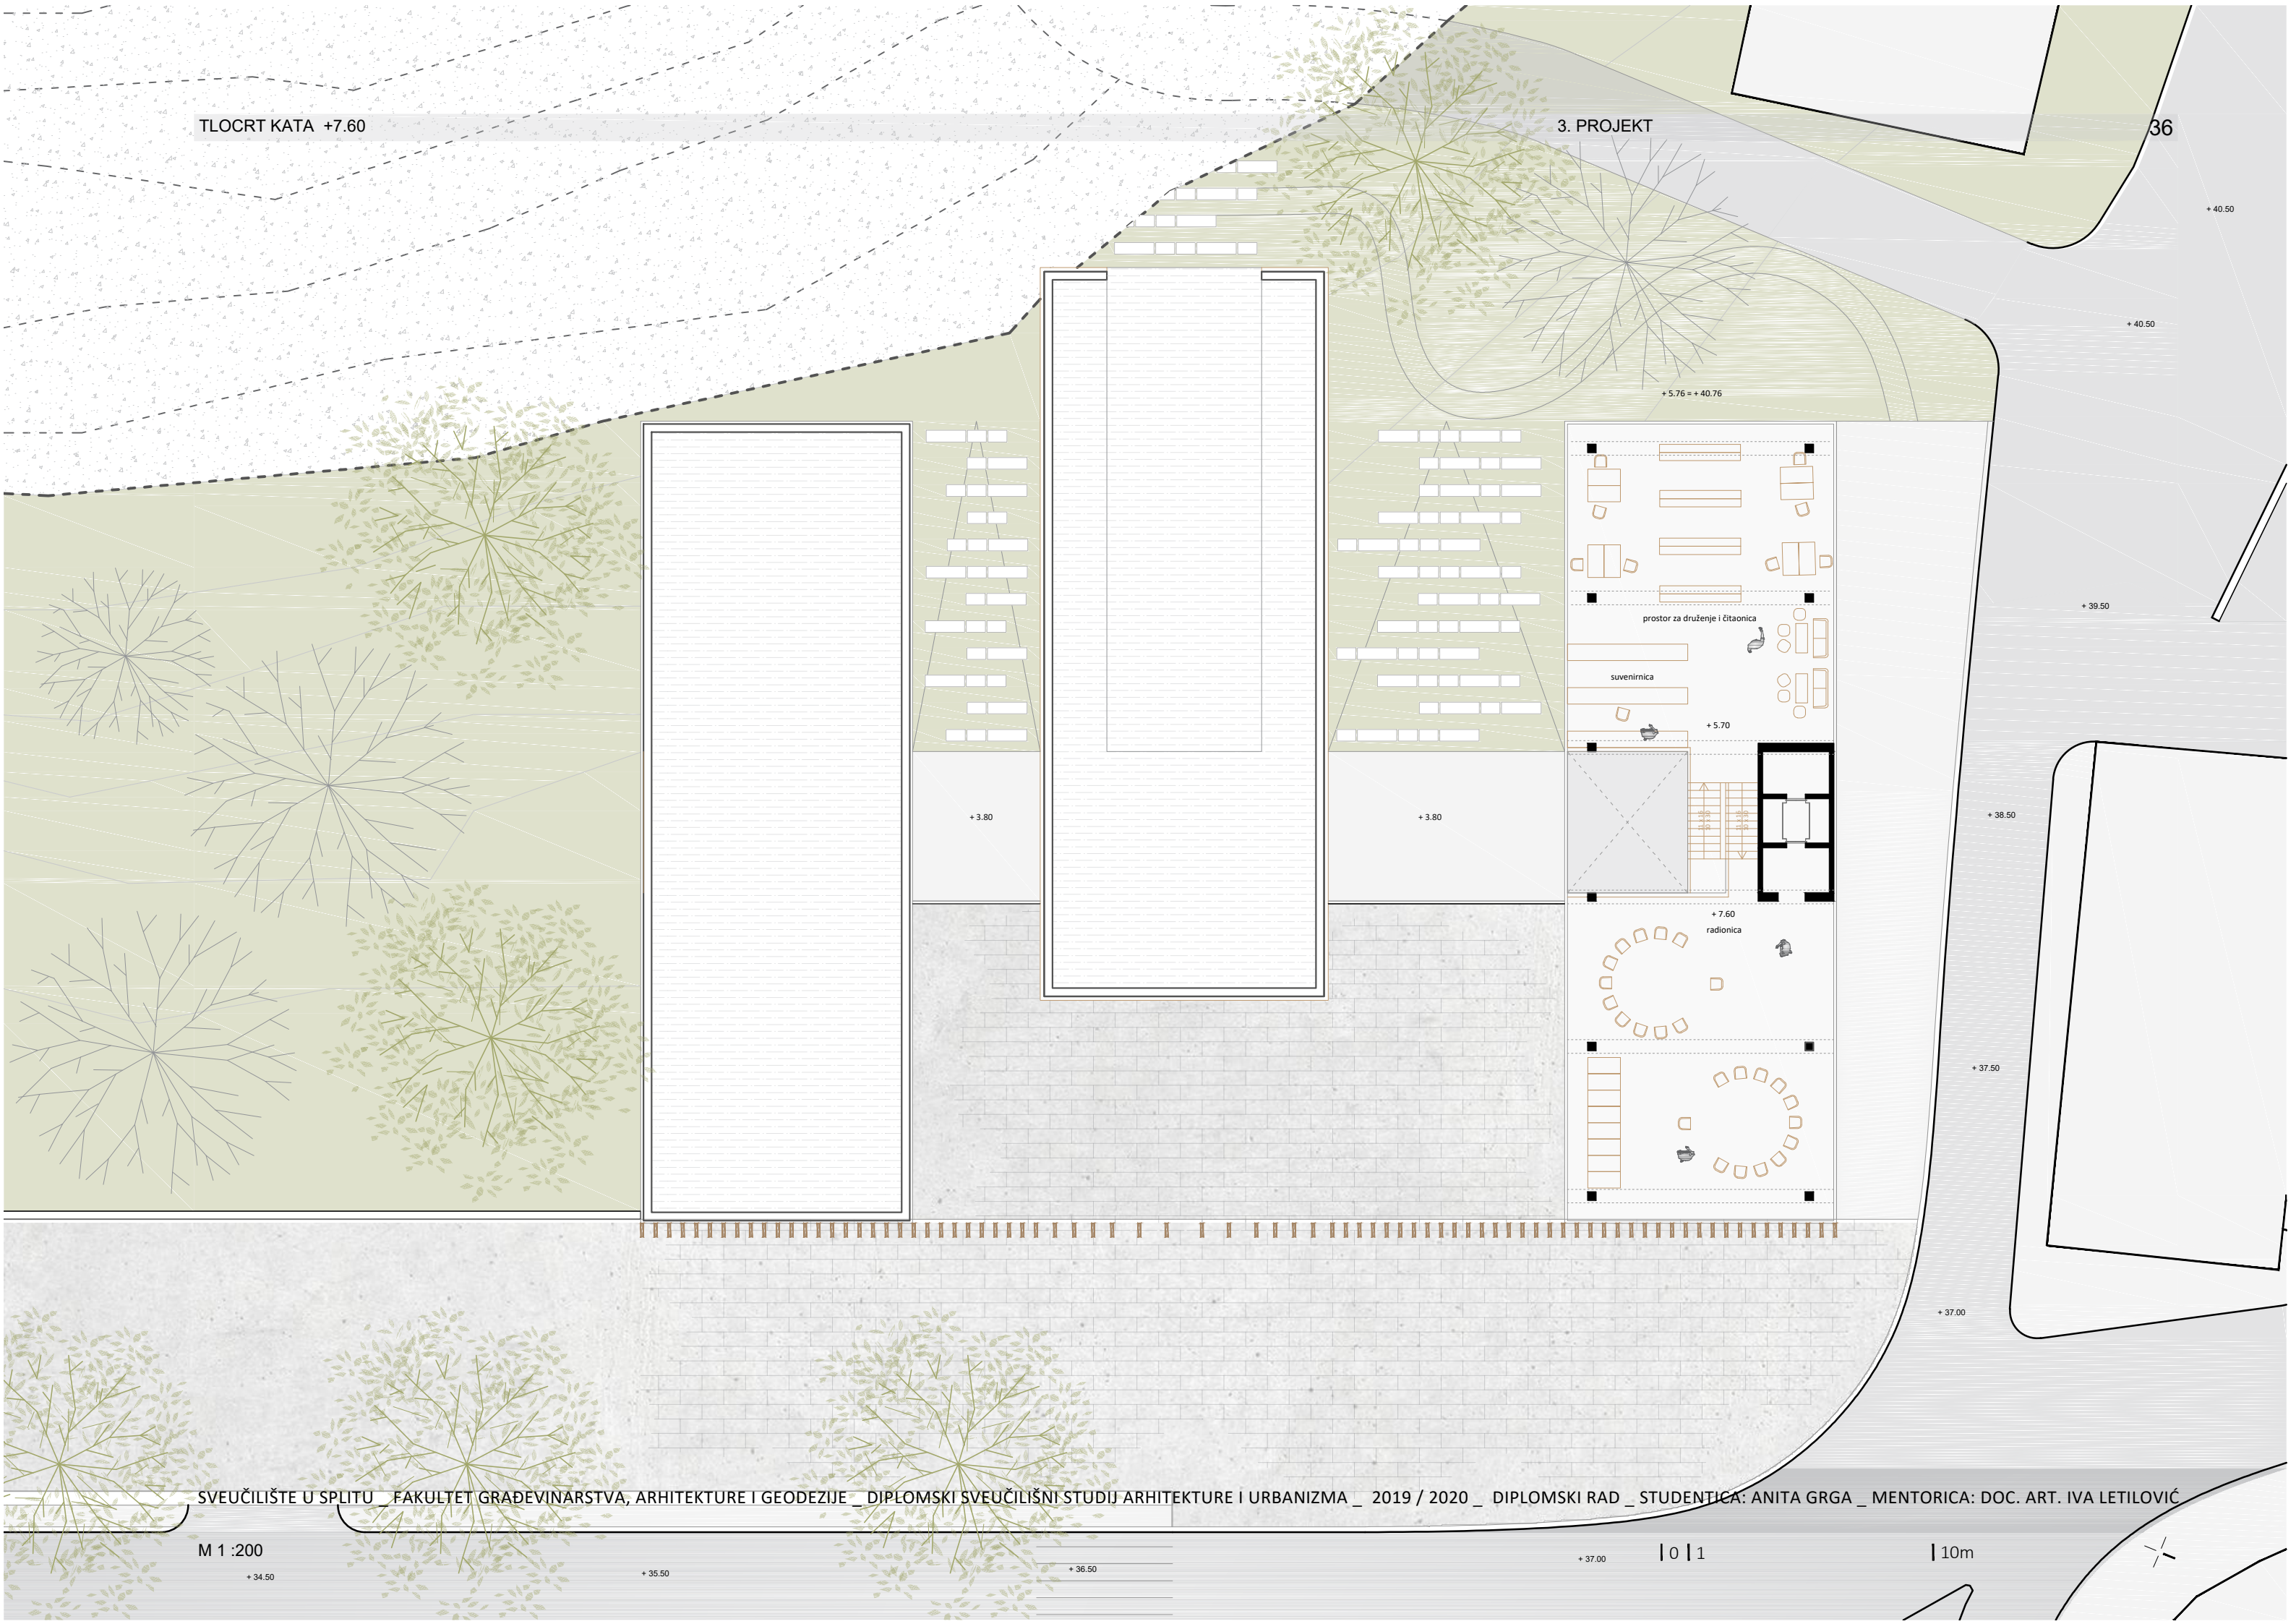 TLOCRT KATA +7.60
3. PROJEKT
36
+ 40.50
+ 40.50
+ 5.76 = + 40.76
+ 39.50
prostor za druženje i čitaonica
suvenirnica
+ 5.70
+ 3.80
+ 3.80
+ 38.50
+ 7.60
radionica
+ 37.50
+ 37.00
SVEUČILIŠTE U SPLITU _ FAKULTET GRAĐEVINARSTVA, ARHITEKTURE I GEODEZIJE _ DIPLOMSKI SVEUČILIŠNI STUDIJ ARHITEKTURE I URBANIZMA _ 2019 / 2020 _ DIPLOMSKI RAD _ STUDENTICA: ANITA GRGA _ MENTORICA: DOC. ART. IVA LETILOVIĆ
M 1 :200
0 1 10m
+ 37.00
+ 36.50
+ 35.50
+ 34.50